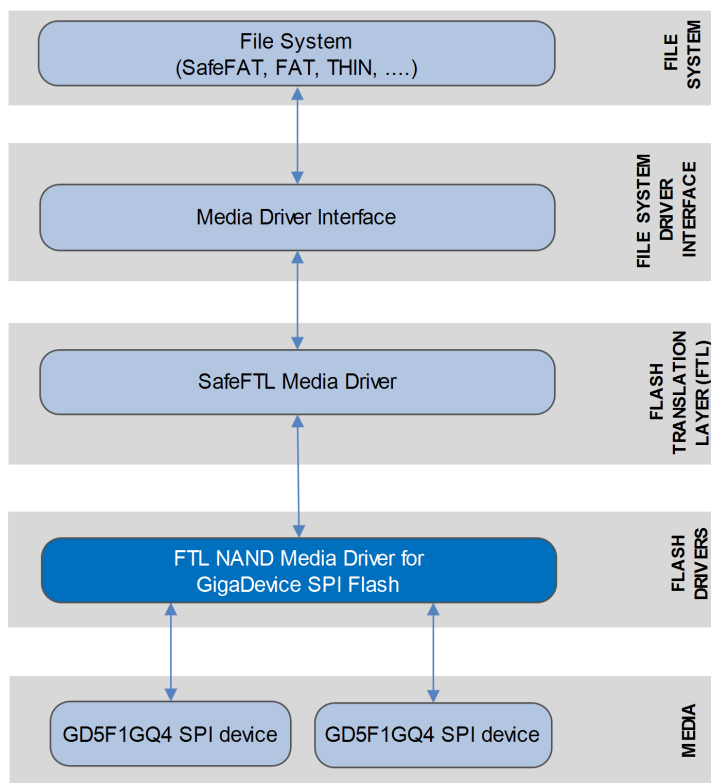 File System
(SafeFAT, FAT, THIN, ....)
FILE
SYSTEM
Media Driver Interface
FILE SYSTEM
DRIVER
INTERFACE
SafeFTL Media Driver
FLASH
TRANSLATION
LAYER (FTL)
FTL NAND Media Driver for
GigaDevice SPI Flash
FLASH
DRIVERS
GD5F1GQ4 SPI device
GD5F1GQ4 SPI device
MEDIA